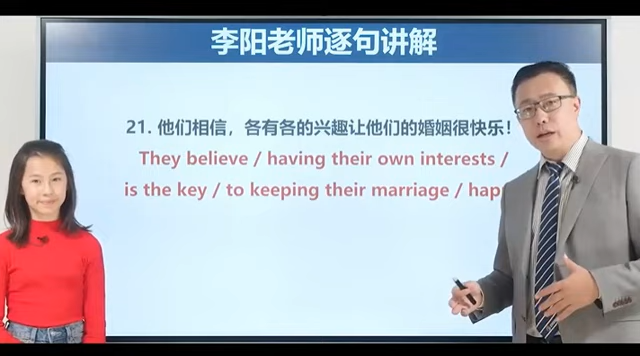 李阳老师逐句讲解
21. 他们相信，各有各的兴趣让他们的婚姻很快乐！
They believe / having their own interests /
is the key / to keeping their marriage /